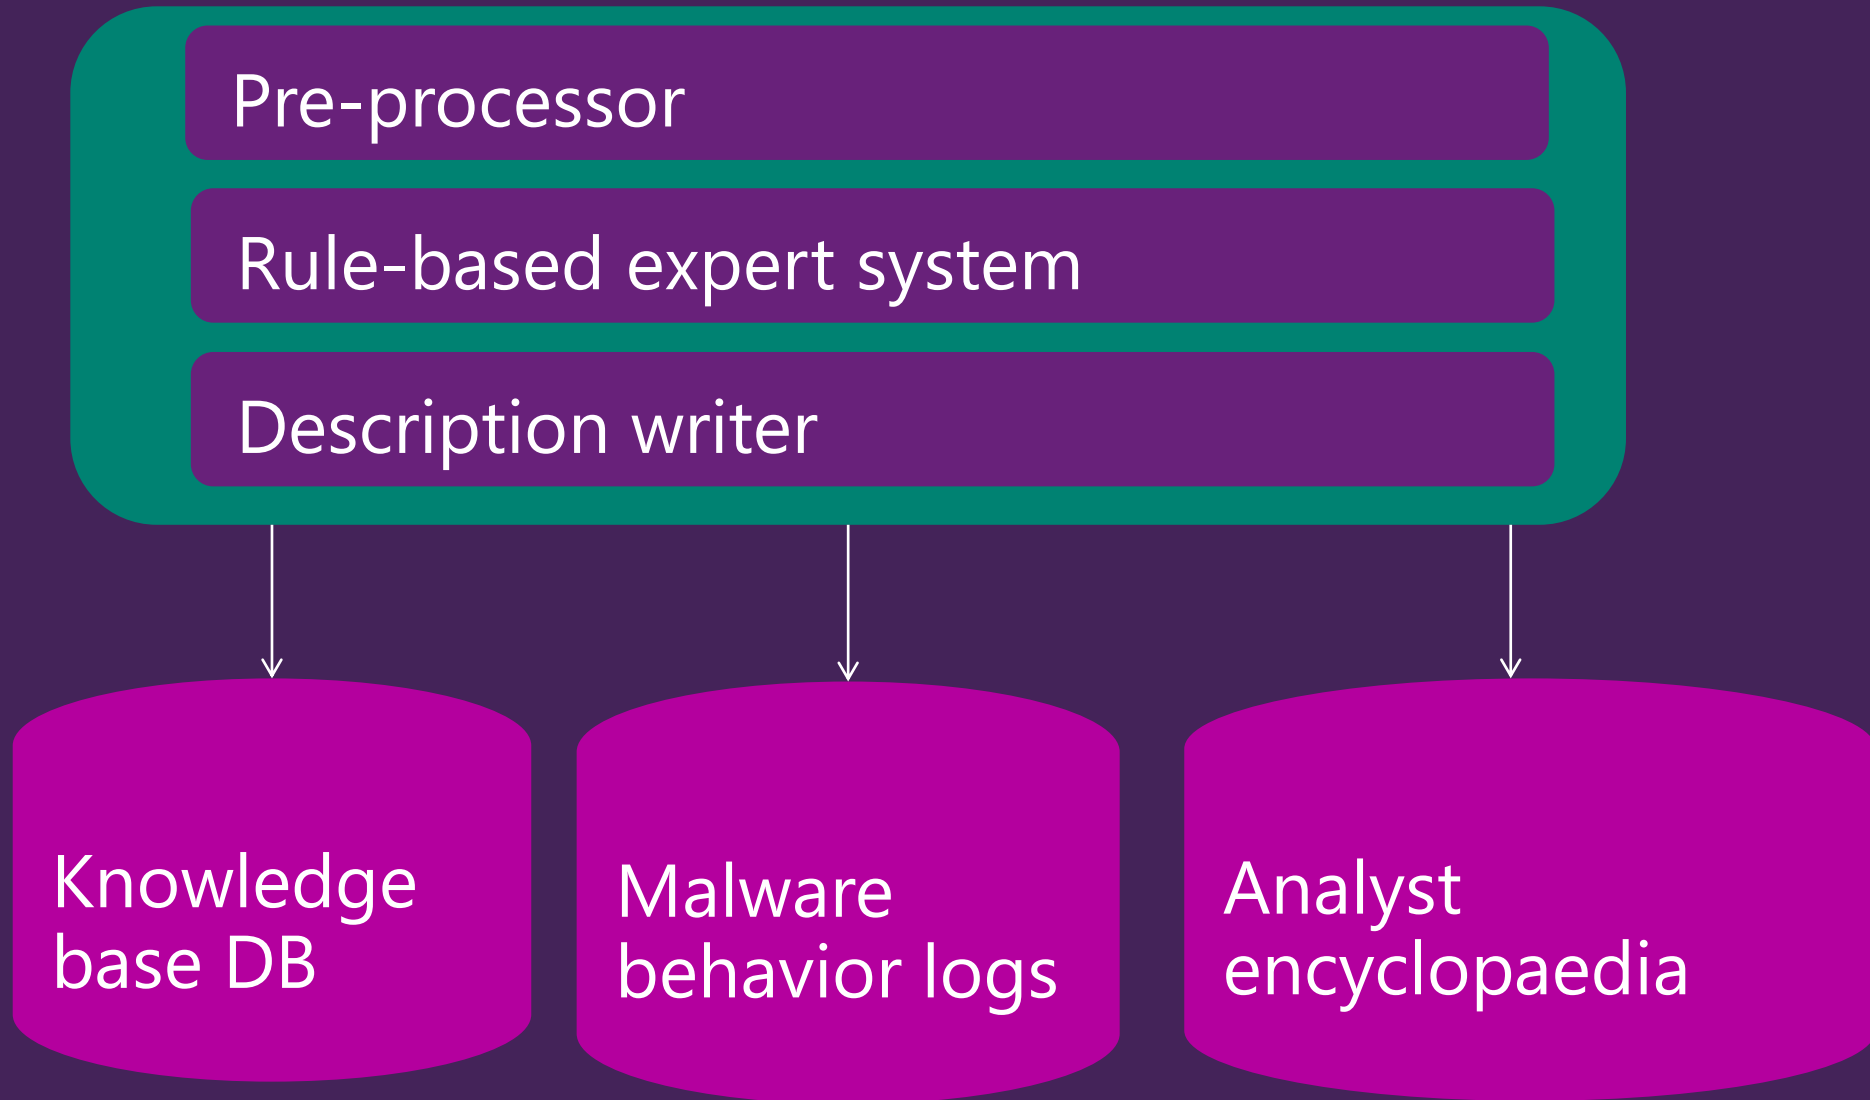 Pre-processor
Rule-based expert system
Description writer
Knowledge
base DB
Malware
behavior logs
Analyst
encyclopaedia